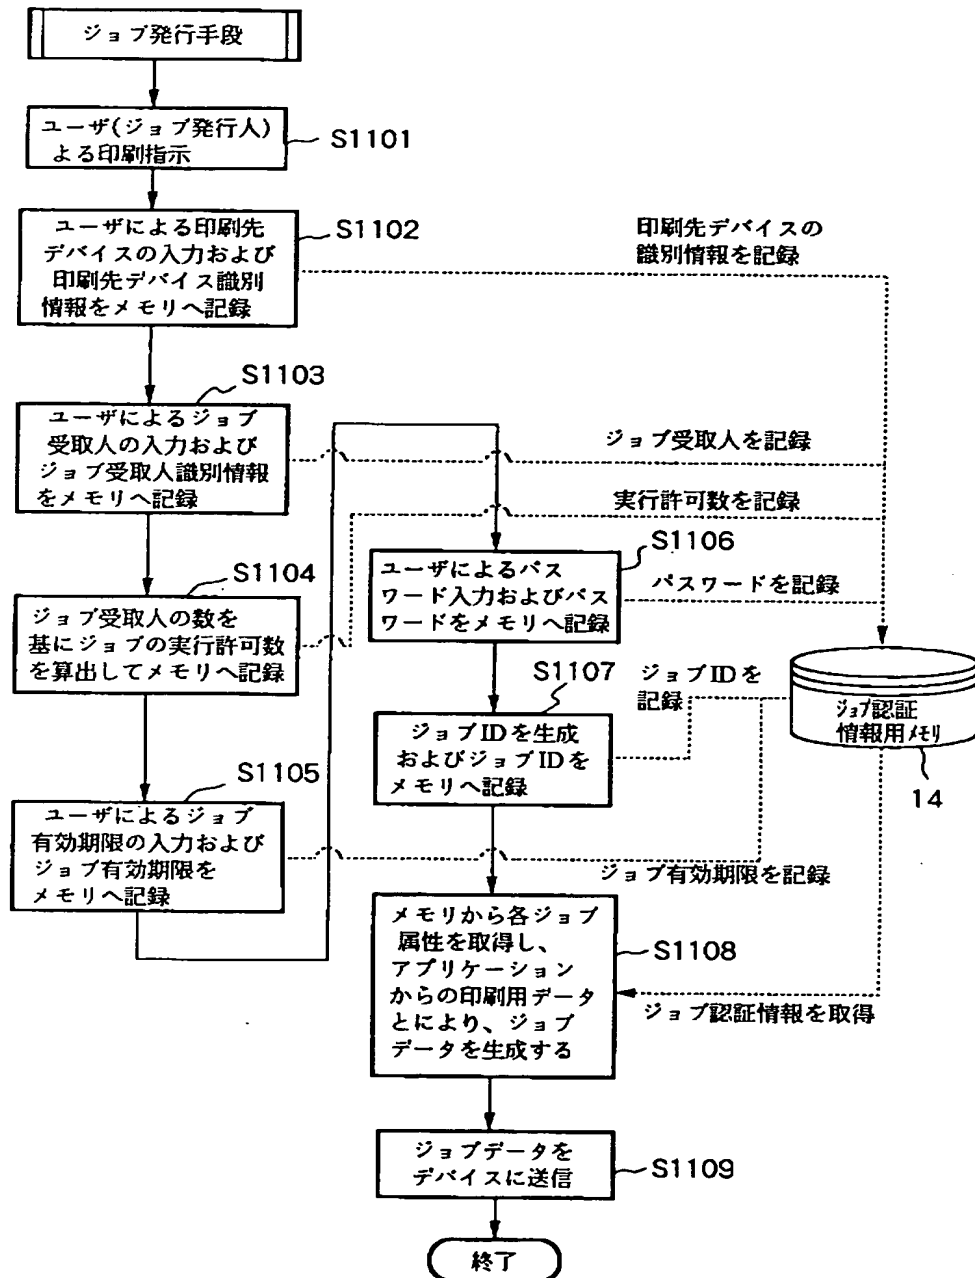 ジョブ発行手段
ユーザ(ジョブ発行人)
よる印刷指示
S1101
ユーザによる印刷先
デバイスの入力および
印刷先デバイス識別
情報をメモリへ記録
S1102
印刷先デバイスの
識別情報を記録
S1103
ユーザによるジョブ
受取人の入力および
ジョブ受取人識別情報
をメモリへ記録
ジョブ受取人を記録
実行許可数を記録
S1104
ジョブ受取人の数を
基にジョブの実行許可数
を算出してメモリへ記録
S1105
ユーザによるジョブ
有効期限の入力および
ジョブ有効期限を
メモリへ記録
ジョブ有効期限を記録
S1106
ユーザによるパス
ワード入力およびパス
ワードをメモリへ記録
パスワードを記録
S1107
ジョブIDを生成
およびジョブIDを
メモリへ記録
ジョブIDを
記録
ジョブ認証
情報用メモリ
14
メモリから各ジョブ
属性を取得し、
アプリケーション
からの印刷用データ
とにより、ジョブ
データを生成する
S1108
ジョブ認証情報を取得
ジョブデータを
デバイスに送信
S1109
終了